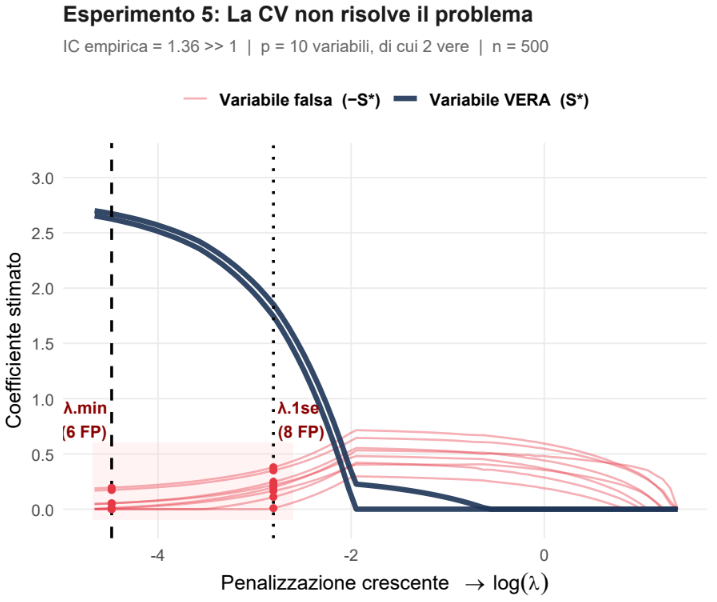 Esperimento 5: La CV non risolve il problema
IC empirica = 1.36 >> 1 | p = 10 variabili, di cui 2 vere | n = 500
Variabile falsa (−S*) Variabile VERA (S*)
Coefficiente stimato
3.0
2.5
2.0
1.5
1.0
0.5
0.0
λ.min
(6 FP)
λ.1se
(8 FP)
-4 -2 0
Penalizzazione crescente → log(λ)